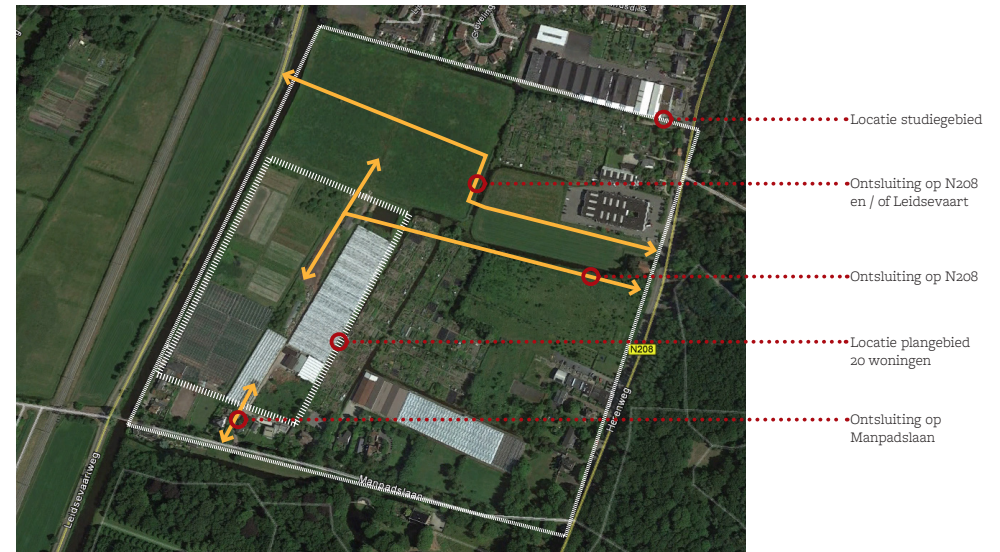 Locatie studiegebied
Ontsluiting op N208
en / of Leidsevaart
Ontsluiting op N208
Locatie plangebied
20 woningen
Ontsluiting op
Manpadslaan
N208
Herenweg
Manpadslaan
Leidsevaartweg